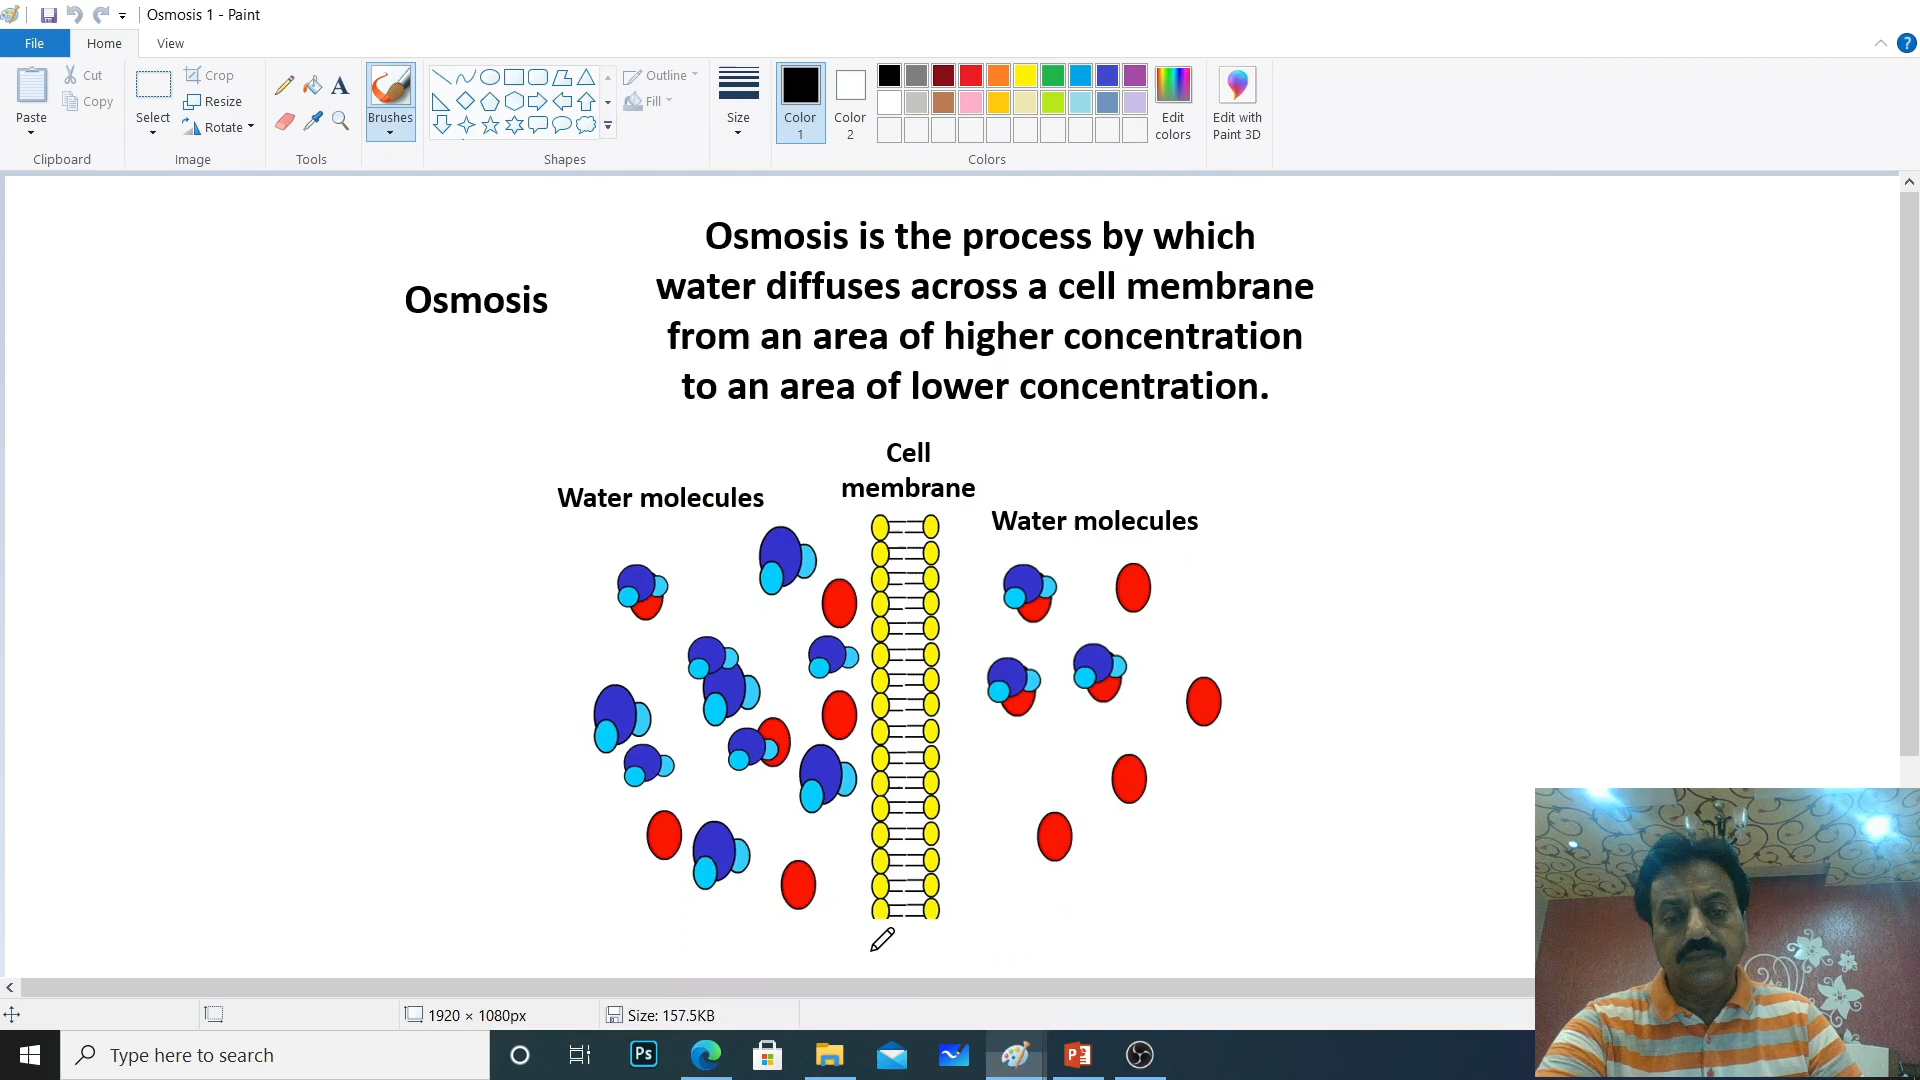 Osmosis 1 - Paint
File Home View
Paste
Cut
Copy
Clipboard
Select
Crop
Resize
Rotate
Image
A
Tools
Brushes
Shapes
Outline
Fill
Size
Color
1
Color
2
Edit
colors
Edit with
Paint 3D
Colors
Osmosis
Osmosis is the process by which
water diffuses across a cell membrane
from an area of higher concentration
to an area of lower concentration.
Cell
membrane
Water molecules
Water molecules
1920 × 1080px
Size: 157.5KB
Type here to search
Ps
P